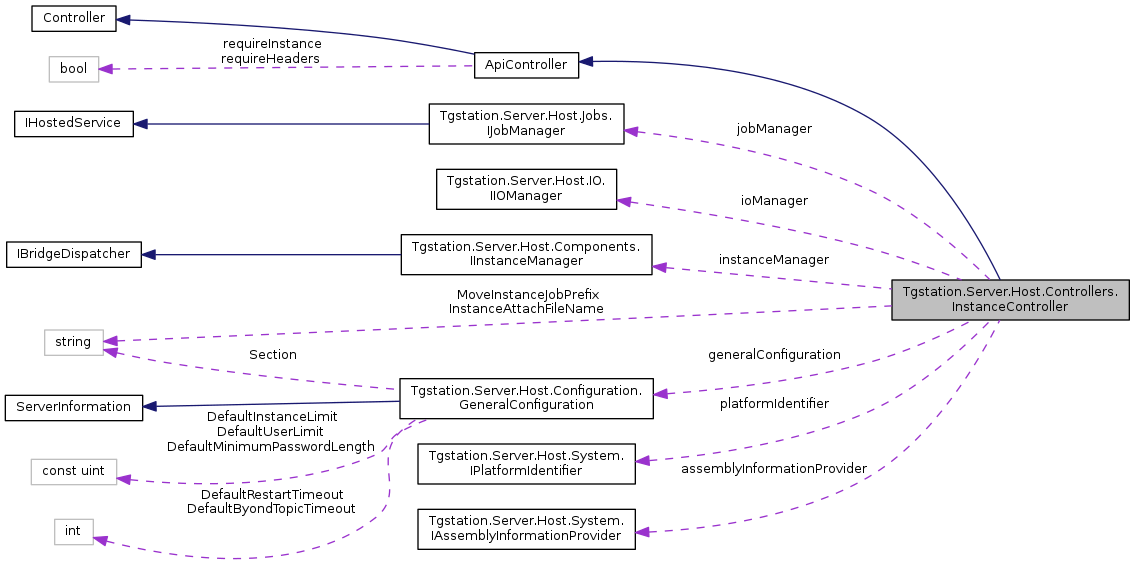 Controller
requireInstance
requireHeaders
bool
ApiController
IHostedService
Tgstation.Server.Host.Jobs.
IJobManager
jobManager
Tgstation.Server.Host.IO.
IIOManager
ioManager
IBridgeDispatcher
Tgstation.Server.Host.Components.
IInstanceManager
instanceManager
Tgstation.Server.Host.Controllers.
InstanceController
MoveInstanceJobPrefix
InstanceAttachFileName
string
Section
generalConfiguration
ServerInformation
Tgstation.Server.Host.Configuration.
GeneralConfiguration
platformIdentifier
DefaultInstanceLimit
DefaultUserLimit
DefaultMinimumPasswordLength
const uint
Tgstation.Server.Host.System.
IPlatformIdentifier
assemblyInformationProvider
DefaultRestartTimeout
DefaultByondTopicTimeout
int
Tgstation.Server.Host.System.
IAssemblyInformationProvider